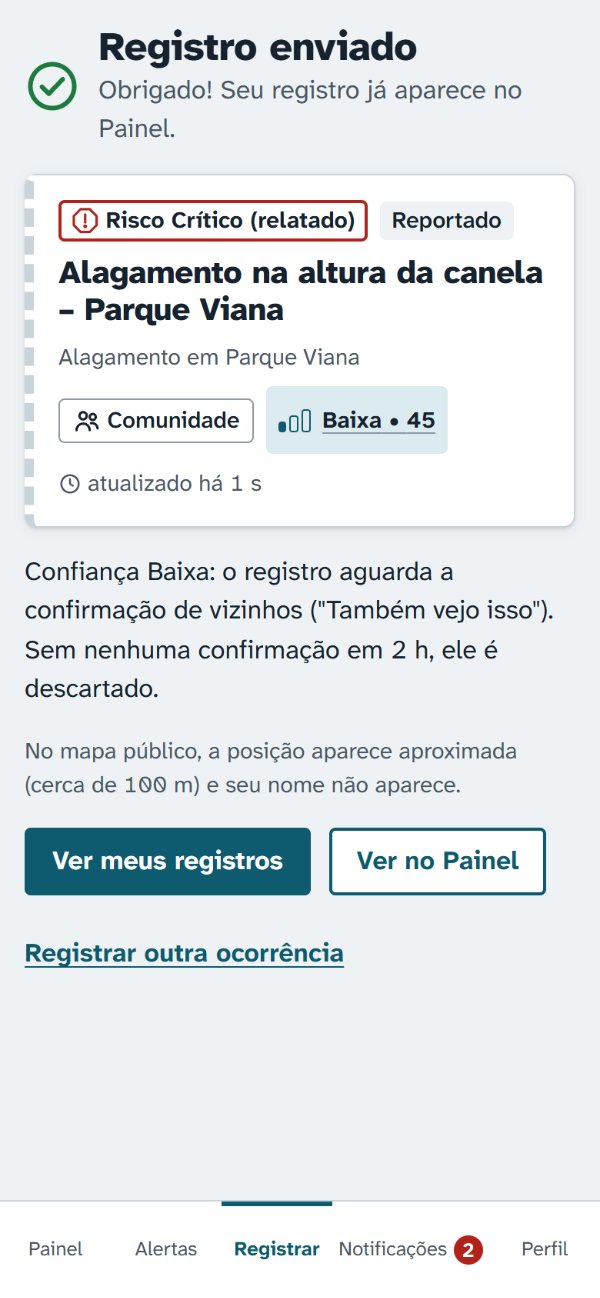 Registro enviado
Obrigado! Seu registro já aparece no
Painel.
Risco Crítico (relatado)
Reportado
Alagamento na altura da canela
– Parque Viana
Alagamento em Parque Viana
Comunidade
Baixa • 45
atualizado há 1 s
Confiança Baixa: o registro aguarda a
confirmação de vizinhos ("Também vejo isso").
Sem nenhuma confirmação em 2 h, ele é
descartado.
No mapa público, a posição aparece aproximada
(cerca de 100 m) e seu nome não aparece.
Ver meus registros
Ver no Painel
Registrar outra ocorrência
Painel
Alertas
Registrar
Notificações 2
Perfil